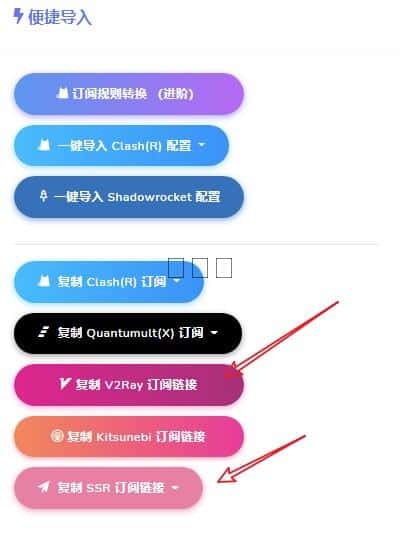 便捷导入
订阅规则转换 （进阶）
一键导入 Clash(R) 配置
一键导入 Shadowrocket 配置
复制 Clash(R) 订阅
复制 Quantumult(X) 订阅
复制 V2Ray 订阅链接
复制 Kitsunebi 订阅链接
复制 SSR 订阅链接